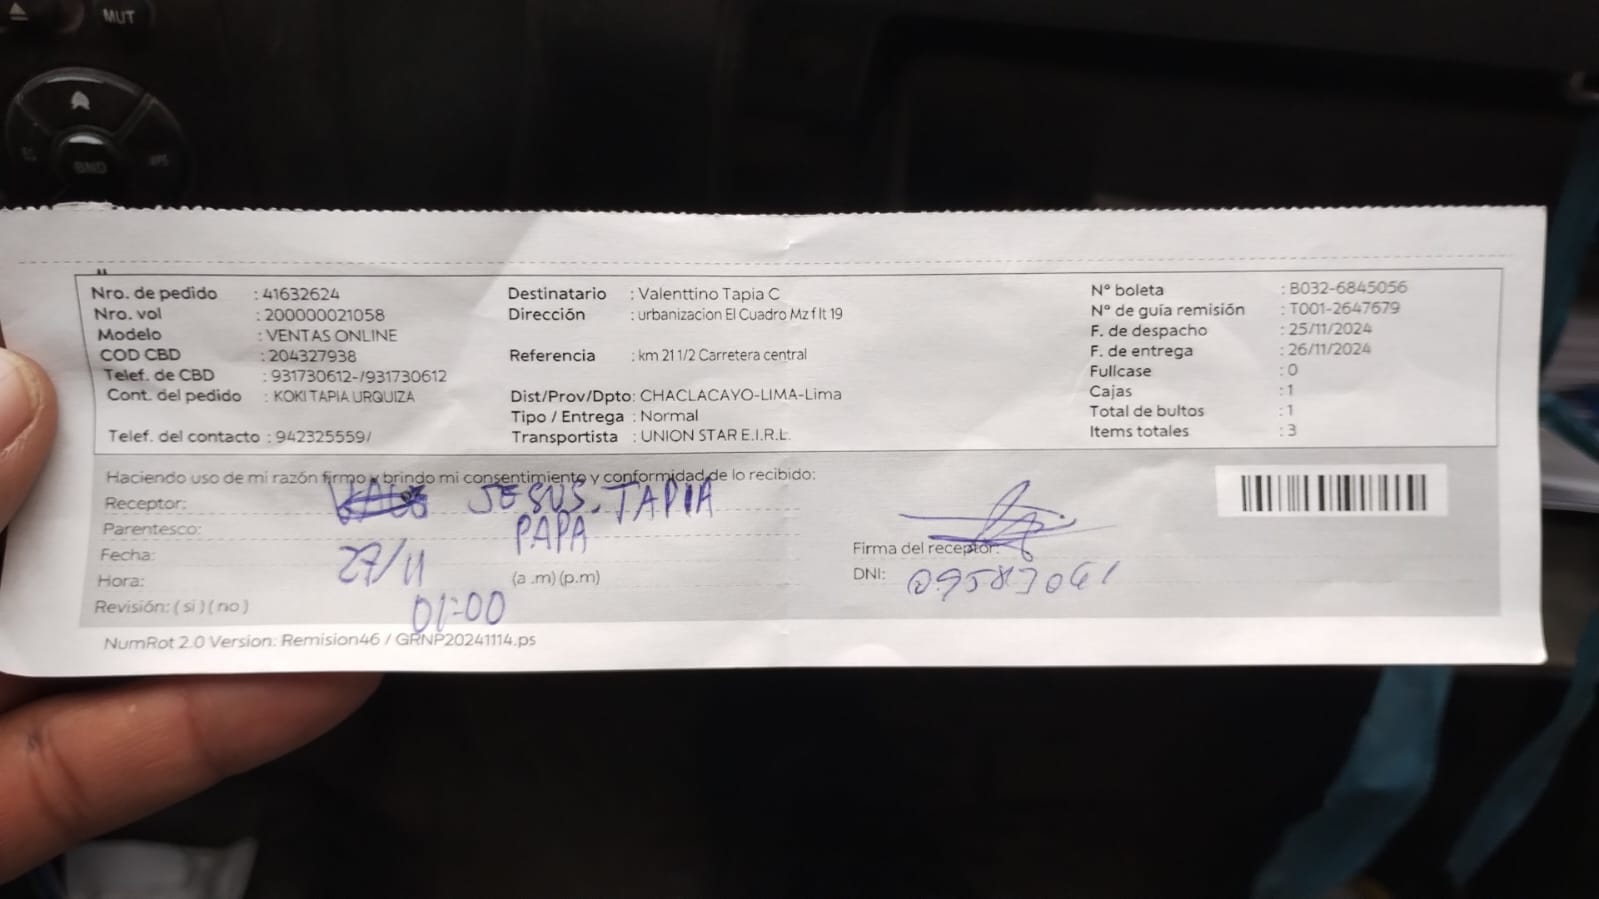 MUT
BND
Nro. de pedido : 41632624
Nro. vol : 200000021058
Modelo : VENTAS ONLINE
COD CBD : 204327938
Telef. de CBD : 931730612-/931730612
Cont. del pedido : KOKI TAPIA URQUIZA
Telef. del contacto : 942325559/
Destinatario : Valenttino Tapia C
Dirección : urbanizacion El Cuadro Mz f lt 19
Referencia : km 21 1/2 Carretera central
Dist/Prov/Dpto: CHACLACAYO-LIMA-Lima
Tipo / Entrega : Normal
Transportista : UNION STAR E.I.R.L.
N° boleta : B032-6845056
N° de guía remisión : T001-2647679
F. de despacho : 25/11/2024
F. de entrega : 26/11/2024
Fullcase : 0
Cajas : 1
Total de bultos : 1
Items totales : 3
Haciendo uso de mi razón firmo y brindo mi consentimiento y conformidad de lo recibido:
Receptor: JESUS. TAPIA
Parentesco: PAPA
Fecha: 27/11
Hora: 01:00 (a .m) (p.m)
Revisión: ( si ) ( no )
Firma del receptor:
DNI:
NumRot 2.0 Version: Remision46 / GRNP20241114.ps